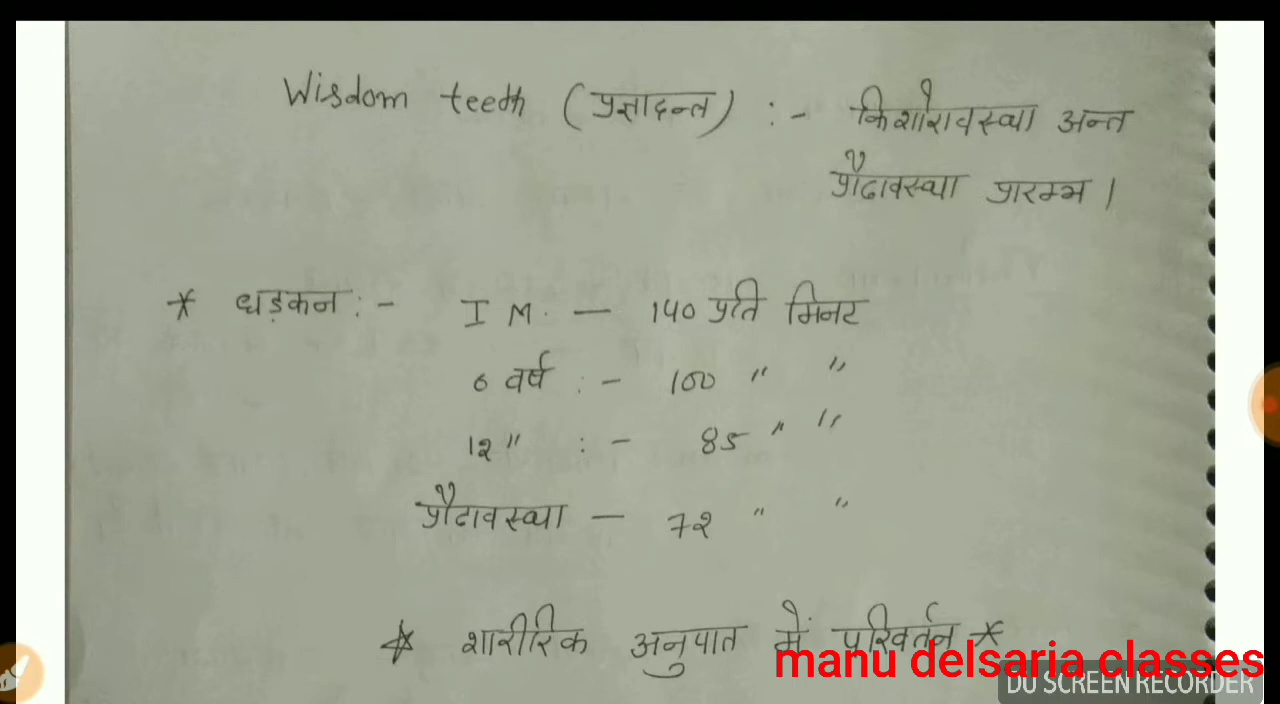 Wisdom teeth (प्रज्ञादन्त) :- किशोरावस्था अन्त
प्रौढावस्था प्रारम्भ ।
* धड़कन :- I M. — 140 प्रति मिनट
6 वर्ष :- 100 " "
12 " :- 85 " "
प्रौढावस्था — 72 " "
* शारीरिक अनुपात में परिवर्तन *
manu delsaria classes
DU SCREEN RECORDER